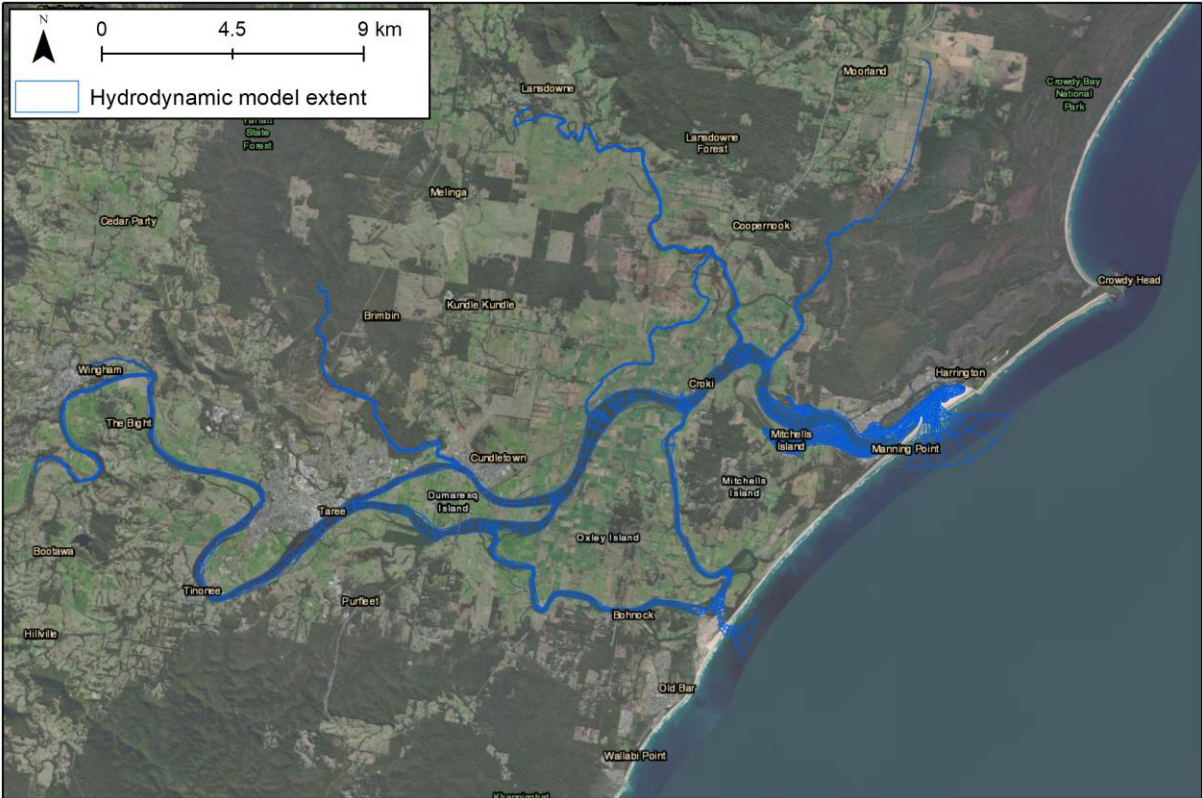 N
0 4.5 9 km
Hydrodynamic model extent
State
Forest
Lansdowne
Moorland
Crowdy Bay
National
Park
Lansdowne
Forest
Melinga
Cedar Party
Coopernook
Crowdy Head
Kundle Kundle
Brimbin
Wingham
Harrington
Croki
The Bight
Mitchells
Island
Manning Point
Cundletown
Mitchells
Island
Dumaresq
Island
Taree
Oxley Island
Bootawa
Tinonee
Purfleet
Bohnock
Hillville
Old Bar
Wallabi Point